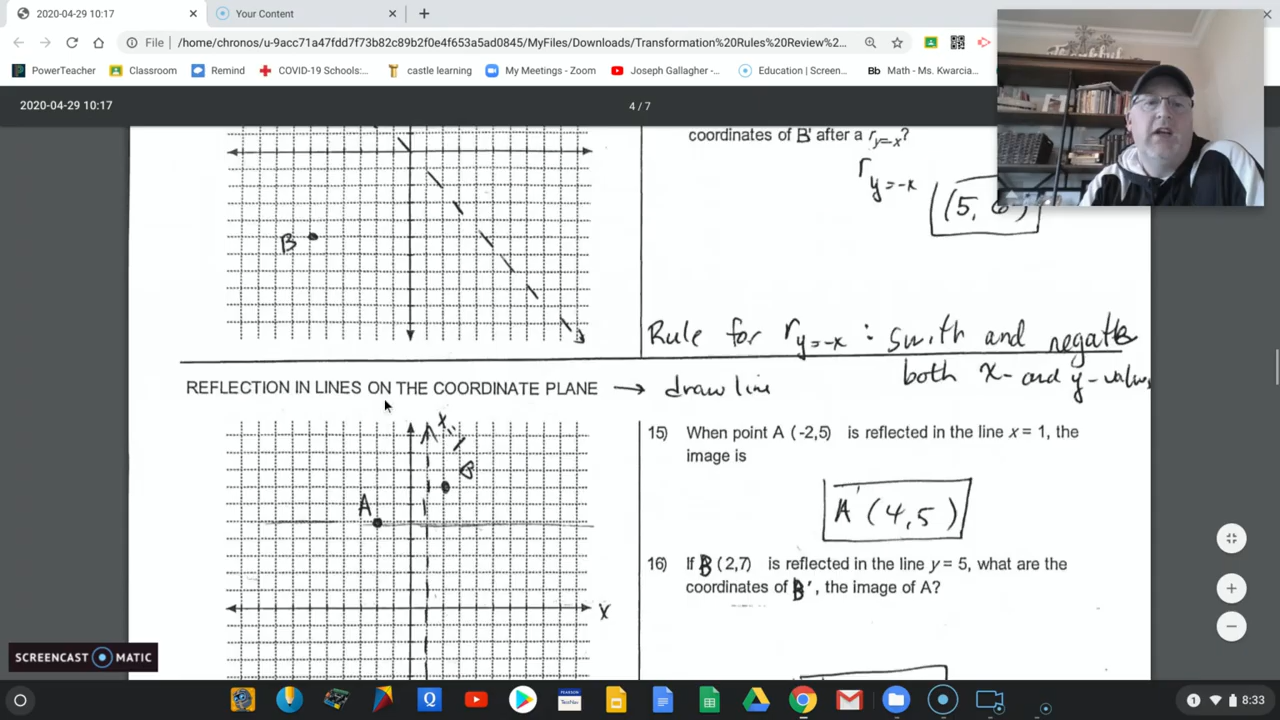 2020-04-29 10:17
Your Content
File
/home/chronos/u-9acc71a47fdd7f73b82c89b2f0e4f653a5ad0845/MyFiles/Downloads/Transformation%20Rules%20Review%2...
PowerTeacher
Classroom
Remind
COVID-19 Schools:...
castle learning
My Meetings - Zoom
Joseph Gallagher -...
Education | Screen...
Bb Math - Ms. Kwarcia...
2020-04-29 10:17
4 / 7
coordinates of B' after a r y=-x?
r y=-x
B
Rule for r y=-x : swith and negate
both x- and y-values
REFLECTION IN LINES ON THE COORDINATE PLANE → draw line
15) When point A (-2,5) is reflected in the line x = 1, the
image is
A
B
A' (4,5)
16) If B (2,7) is reflected in the line y = 5, what are the
coordinates of B', the image of A?
X
SCREENCAST MATIC
1
8:33